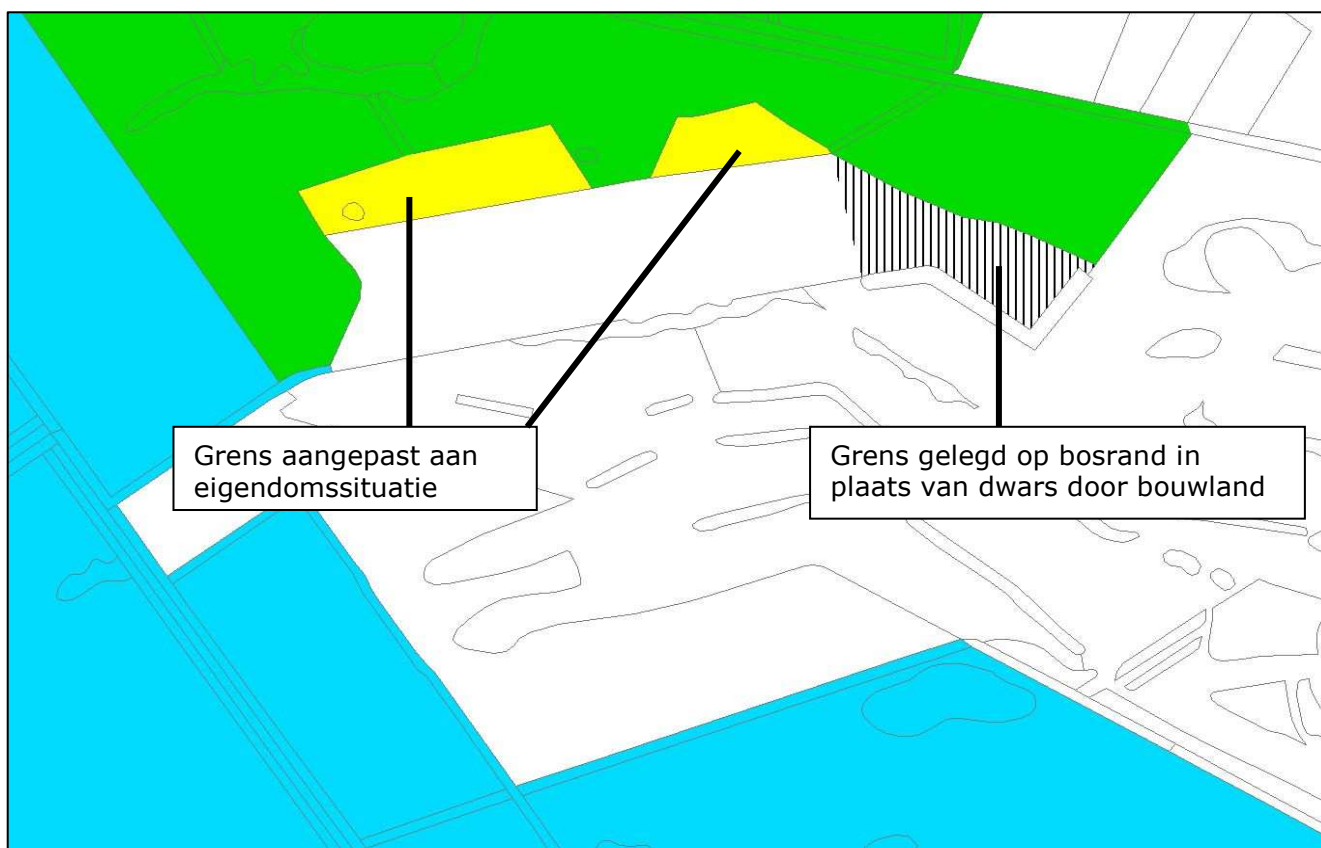 Grens aangepast aan
eigendomssituatie
Grens gelegd op bosrand in
plaats van dwars door bouwland